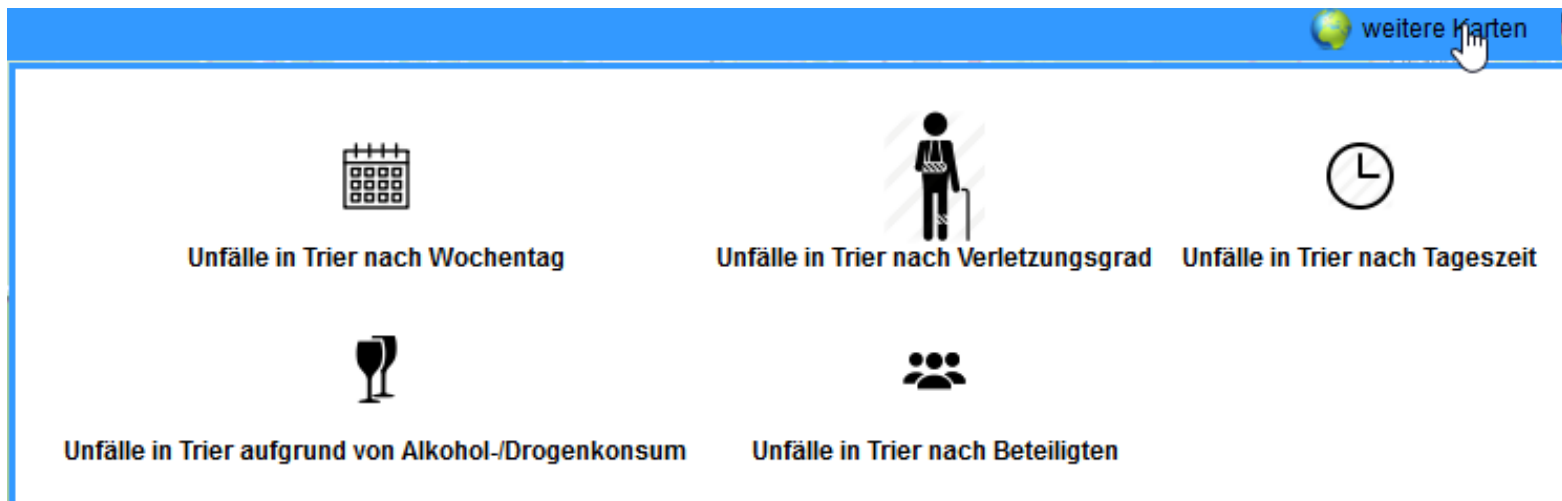 weitere Karten
Unfälle in Trier nach Wochentag
Unfälle in Trier nach Verletzungsgrad
Unfälle in Trier nach Tageszeit
Unfälle in Trier aufgrund von Alkohol-/Drogenkonsum
Unfälle in Trier nach Beteiligten